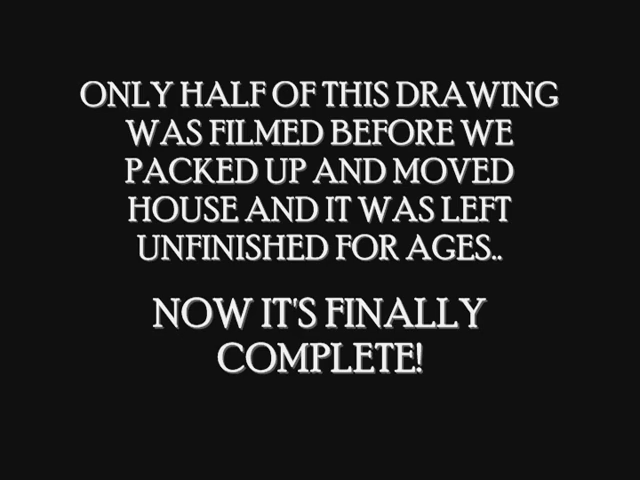 ONLY HALF OF THIS DRAWING
WAS FILMED BEFORE WE
PACKED UP AND MOVED
HOUSE AND IT WAS LEFT
UNFINISHED FOR AGES..
NOW IT'S FINALLY
COMPLETE!